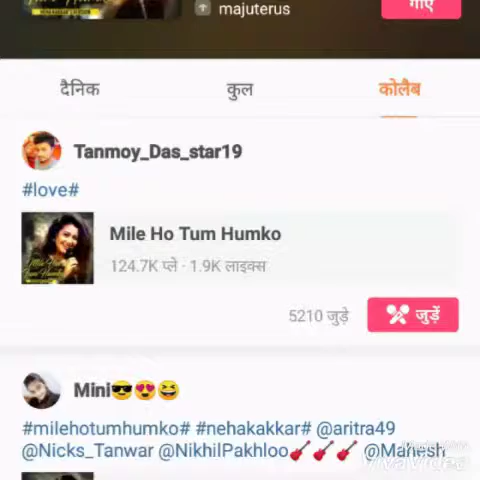 majuterus
गाएं
दैनिक
कुल
कोलैब
Tanmoy_Das_star19
#love#
Mile Ho Tum Humko
124.7K प्ले · 1.9K लाइक्स
5210 जुड़े
जुड़ें
Mini😎😍😆
#milehotumhumko# #nehakakkar# @aritra49
@Nicks_Tanwar @NikhilPakhloo🎸🎸🎸 @Mahesh
VivaVideo